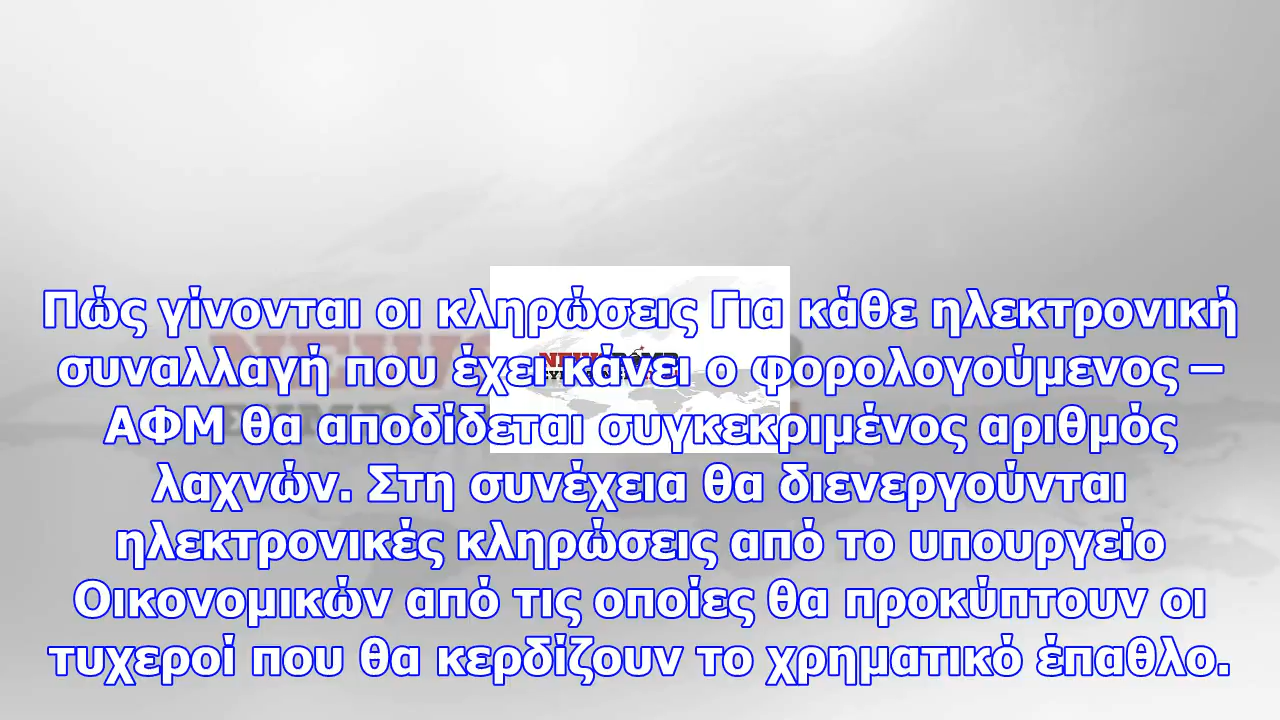 Πώς γίνονται οι κληρώσεις Για κάθε ηλεκτρονική
συναλλαγή που έχει κάνει ο φορολογούμενος –
ΑΦΜ θα αποδίδεται συγκεκριμένος αριθμός
λαχνών. Στη συνέχεια θα διενεργούνται
ηλεκτρονικές κληρώσεις από το υπουργείο
Οικονομικών από τις οποίες θα προκύπτουν οι
τυχεροί που θα κερδίζουν το χρηματικό έπαθλο.